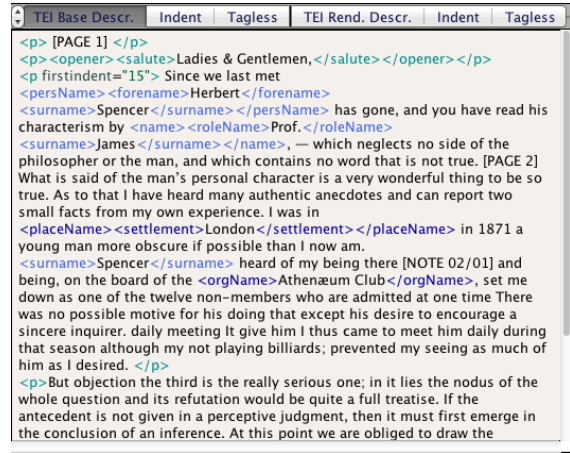 TEI Base Descr. Indent Tagless TEI Rend. Descr. Indent Tagless
<p> [PAGE 1] </p>
<p><opener><salute>Ladies & Gentlemen,</salute></opener></p>
<p firstindent="15"> Since we last met
<persName><forename>Herbert</forename>
<surname>Spencer</surname></persName> has gone, and you have read his
characterism by <name><roleName>Prof.</roleName>
<surname>James</surname></name>, — which neglects no side of the
philosopher or the man, and which contains no word that is not true. [PAGE 2]
What is said of the man’s personal character is a very wonderful thing to be so
true. As to that I have heard many authentic anecdotes and can report two
small facts from my own experience. I was in
<placeName><settlement>London</settlement></placeName> in 1871 a
young man more obscure if possible than I now am.
<surname>Spencer</surname> heard of my being there [NOTE 02/01] and
being, on the board of the <orgName>Athenæum Club</orgName>, set me
down as one of the twelve non-members who are admitted at one time There
was no possible motive for his doing that except his desire to encourage a
sincere inquirer. daily meeting It give him I thus came to meet him daily during
that season although my not playing billiards; prevented my seeing as much of
him as I desired. </p>
<p>But objection the third is the really serious one; in it lies the nodus of the
whole question and its refutation would be quite a full treatise. If the
antecedent is not given in a perceptive judgment, then it must first emerge in
the conclusion of an inference. At this point we are obliged to draw the